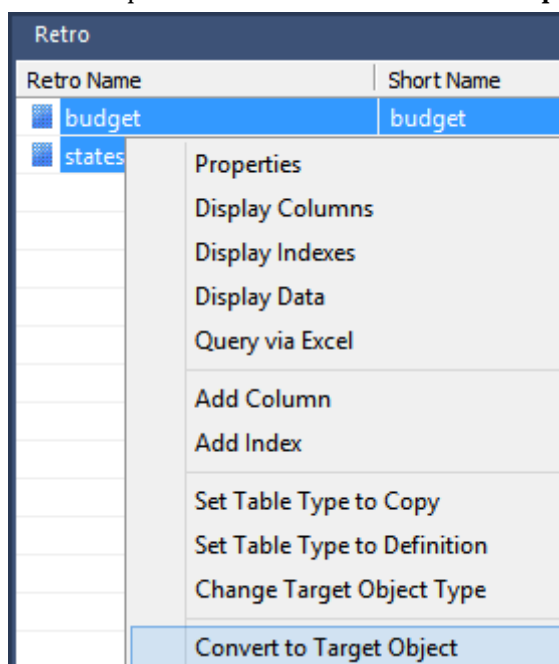 Retro
Retro Name Short Name
budget budget
states
Properties
Display Columns
Display Indexes
Display Data
Query via Excel
Add Column
Add Index
Set Table Type to Copy
Set Table Type to Definition
Change Target Object Type
Convert to Target Object